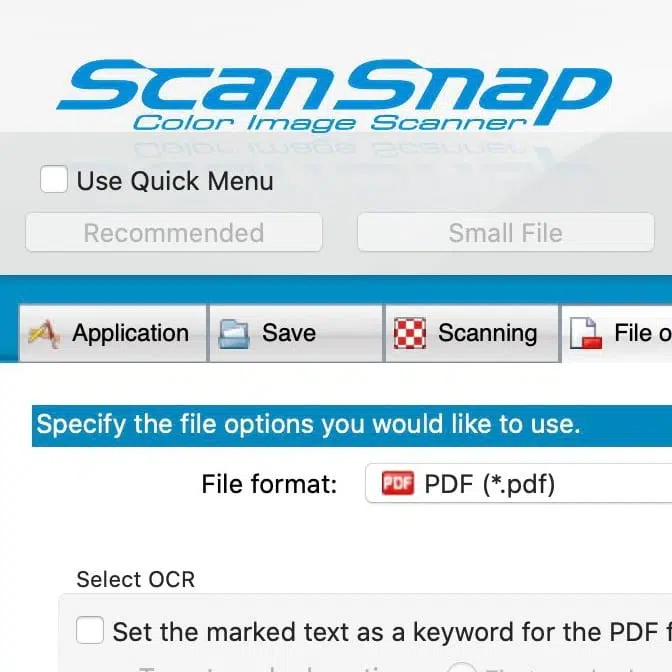 ScanSnap
Color Image Scanner
Use Quick Menu
Recommended Small File
Application Save Scanning File o
Specify the file options you would like to use.
File format: PDF PDF (*.pdf)
Select OCR
Set the marked text as a keyword for the PDF f